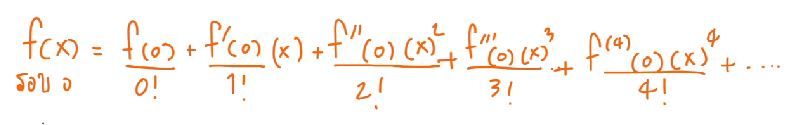 f(x) = f(0)/0! + f'(0)(x)/1! + f''(0)(x)²/2! + f'''(0)(x)³/3! + f⁽⁴⁾(0)(x)⁴/4! + ....
รอบ 0